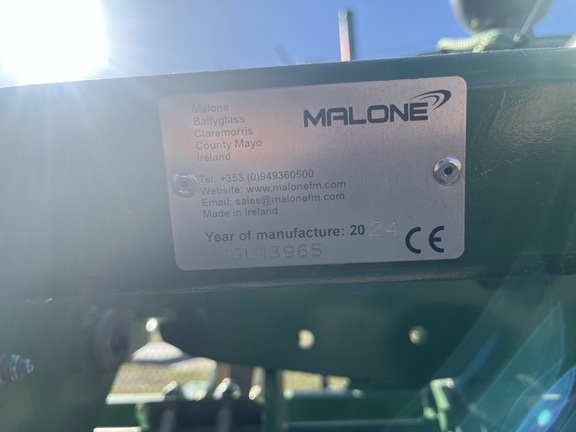 MALONE
Malone
Ballyglass
Claremorris
County Mayo
Ireland
Tel: +353 (0)949360500
Website: www.malonefm.com
Email: sales@malonefm.com
Made in Ireland
Year of manufacture: 20 24
CE